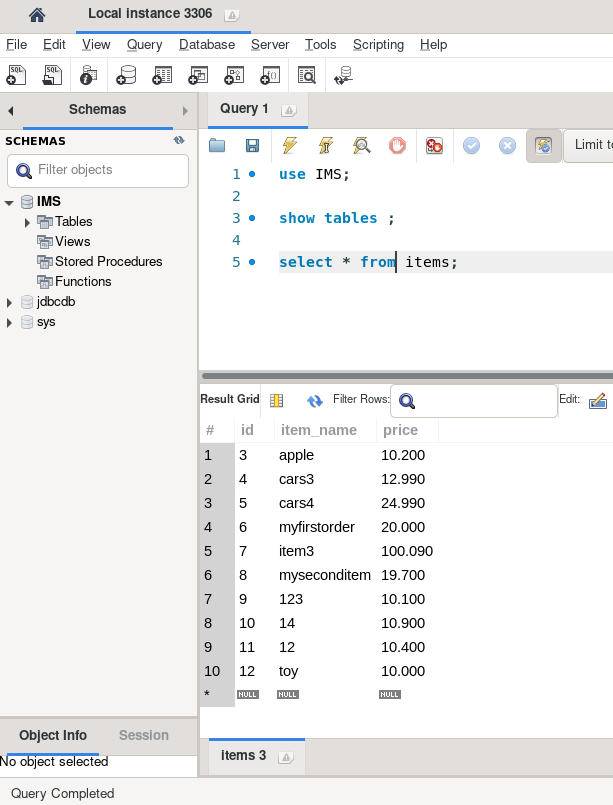 Local instance 3306
File Edit View Query Database Server Tools Scripting Help
Schemas
SCHEMAS
Filter objects
IMS
Tables
Views
Stored Procedures
Functions
jdbcdb
sys
Object Info Session
No object selected
Query 1
Limit to
1 use IMS;
2
3 show tables ;
4
5 select * from items;
Result Grid Filter Rows: Edit:
# id item_name price
1 3 apple 10.200
2 4 cars3 12.990
3 5 cars4 24.990
4 6 myfirstorder 20.000
5 7 item3 100.090
6 8 myseconditem 19.700
7 9 123 10.100
8 10 14 10.900
9 11 12 10.400
10 12 toy 10.000
* NULL NULL NULL
items 3
Query Completed